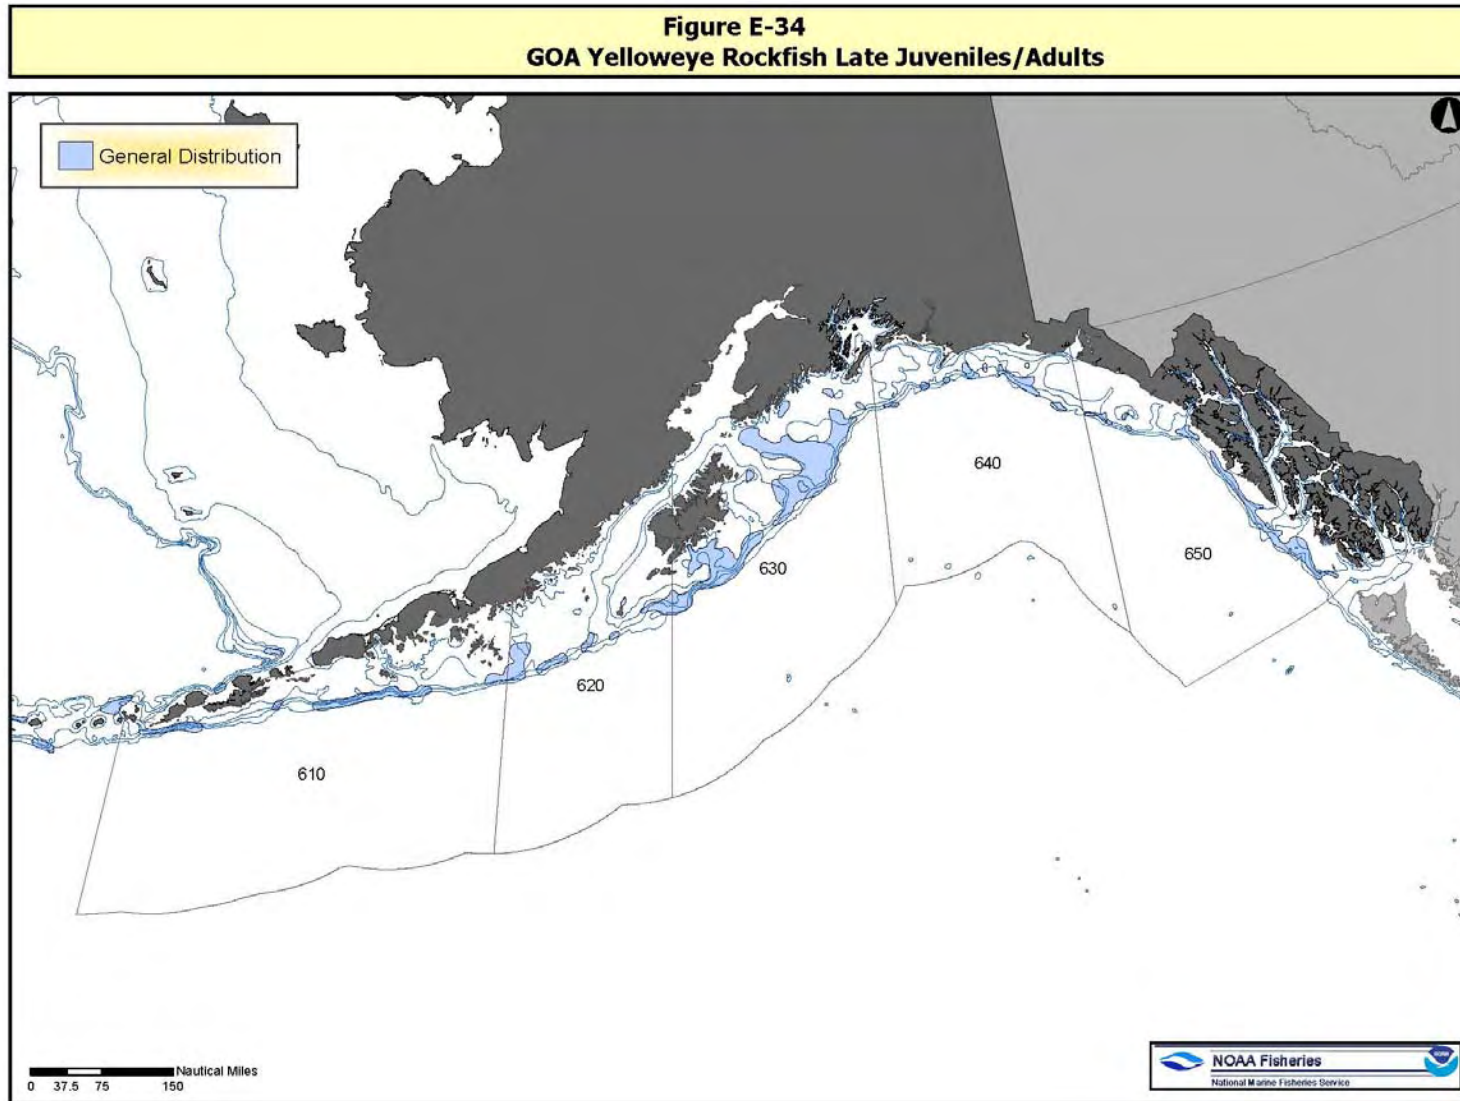 Figure E-34
GOA Yelloweye Rockfish Late Juveniles/Adults
General Distribution
640
650
630
620
610
Nautical Miles
0 37.5 75 150
NOAA Fisheries
National Marine Fisheries Service